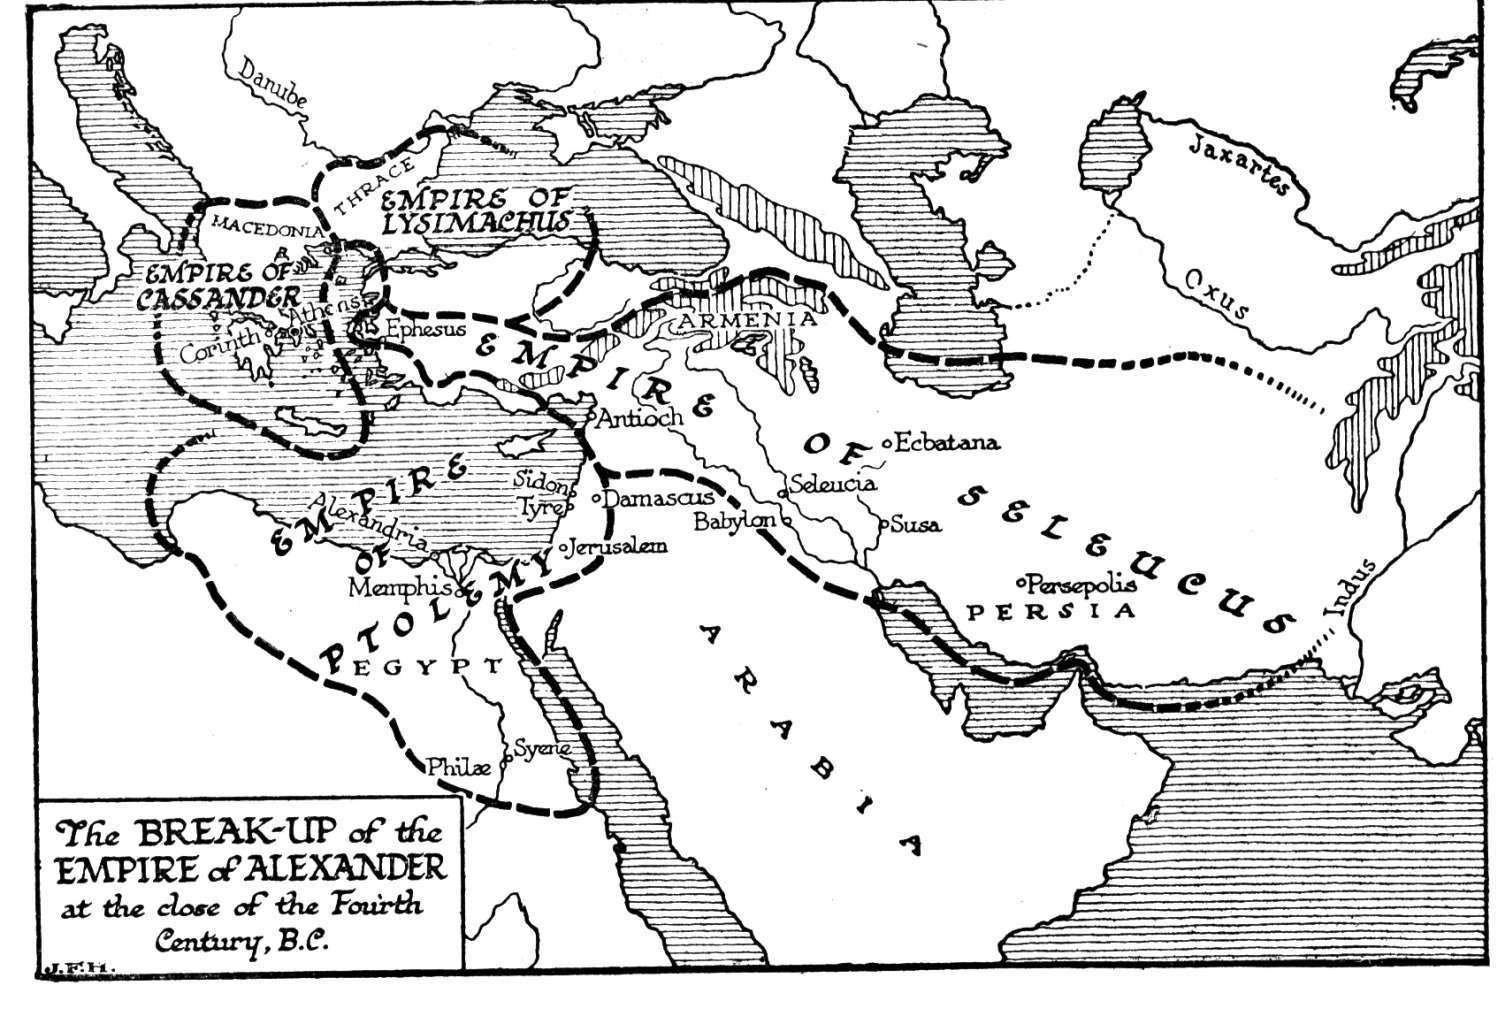 Danube
Jaxartes
THRACE
EMPIRE OF
LYSIMACHUS
MACEDONIA
EMPIRE OF
CASSANDER
Oxus
Athens
Corinth
Ephesus
ARMENIA
EMPIRE OF SELEUCUS
Antioch
Ecbatana
EMPIRE
OF
PTOLEMY
Sidon
Tyre
Damascus
Seleucia
Alexandria
Babylon
Susa
Jerusalem
Memphis
Persepolis
PERSIA
Indus
EGYPT
ARABIA
Syene
Philæ
The BREAK-UP of the
EMPIRE of ALEXANDER
at the close of the Fourth
Century, B.C.
J.F.H.